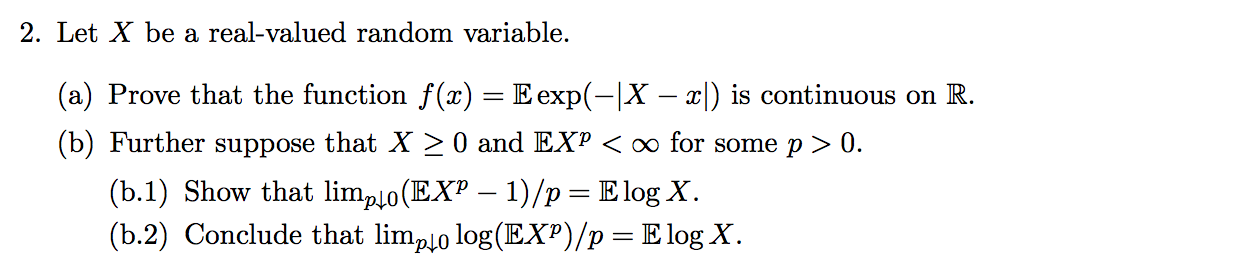 2. Let X be a real-valued random variable.
(a) Prove that the function f(x) = 𝔼 exp(−|X − x|) is continuous on ℝ.
(b) Further suppose that X ≥ 0 and 𝔼X^p < ∞ for some p > 0.
(b.1) Show that lim_{p↓0}(𝔼X^p − 1)/p = 𝔼 log X.
(b.2) Conclude that lim_{p↓0} log(𝔼X^p)/p = 𝔼 log X.